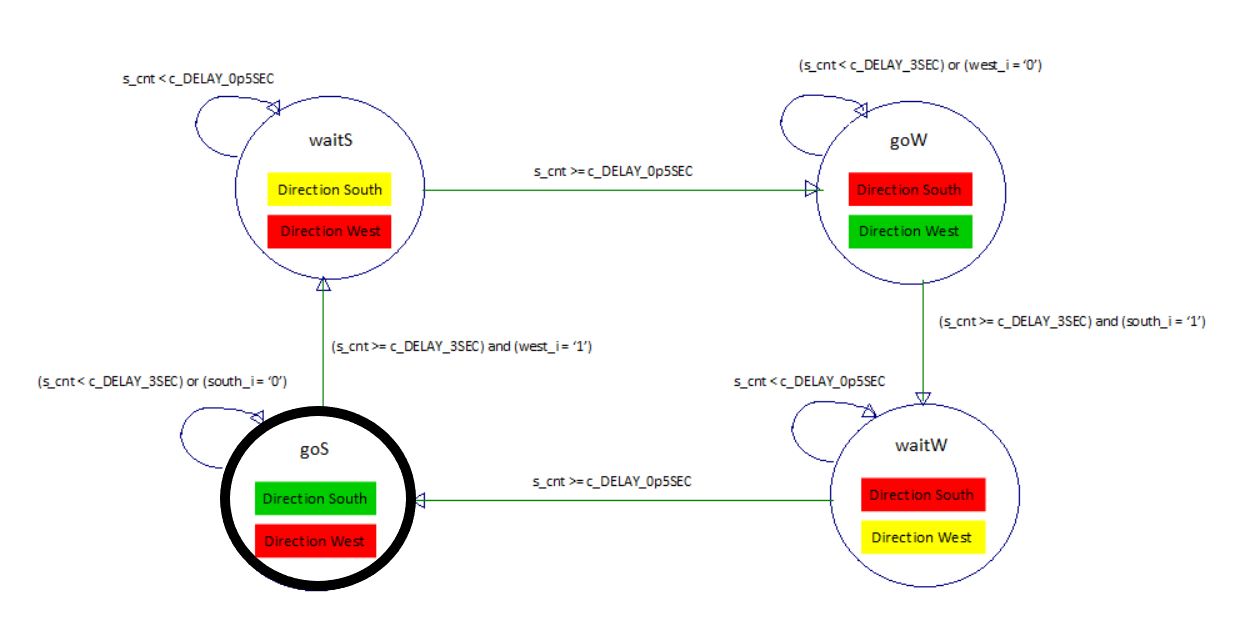 (s_cnt < c_DELAY_3SEC) or (west_i = ‘0’)
s_cnt < c_DELAY_0p5SEC
waitS
goW
s_cnt >= c_DELAY_0p5SEC
Direction South
Direction South
Direction West
Direction West
(s_cnt >= c_DELAY_3SEC) and (south_i = ‘1’)
(s_cnt >= c_DELAY_3SEC) and (west_i = ‘1’)
(s_cnt < c_DELAY_3SEC) or (south_i = ‘0’)
s_cnt < c_DELAY_0p5SEC
goS
waitW
s_cnt >= c_DELAY_0p5SEC
Direction South
Direction South
Direction West
Direction West